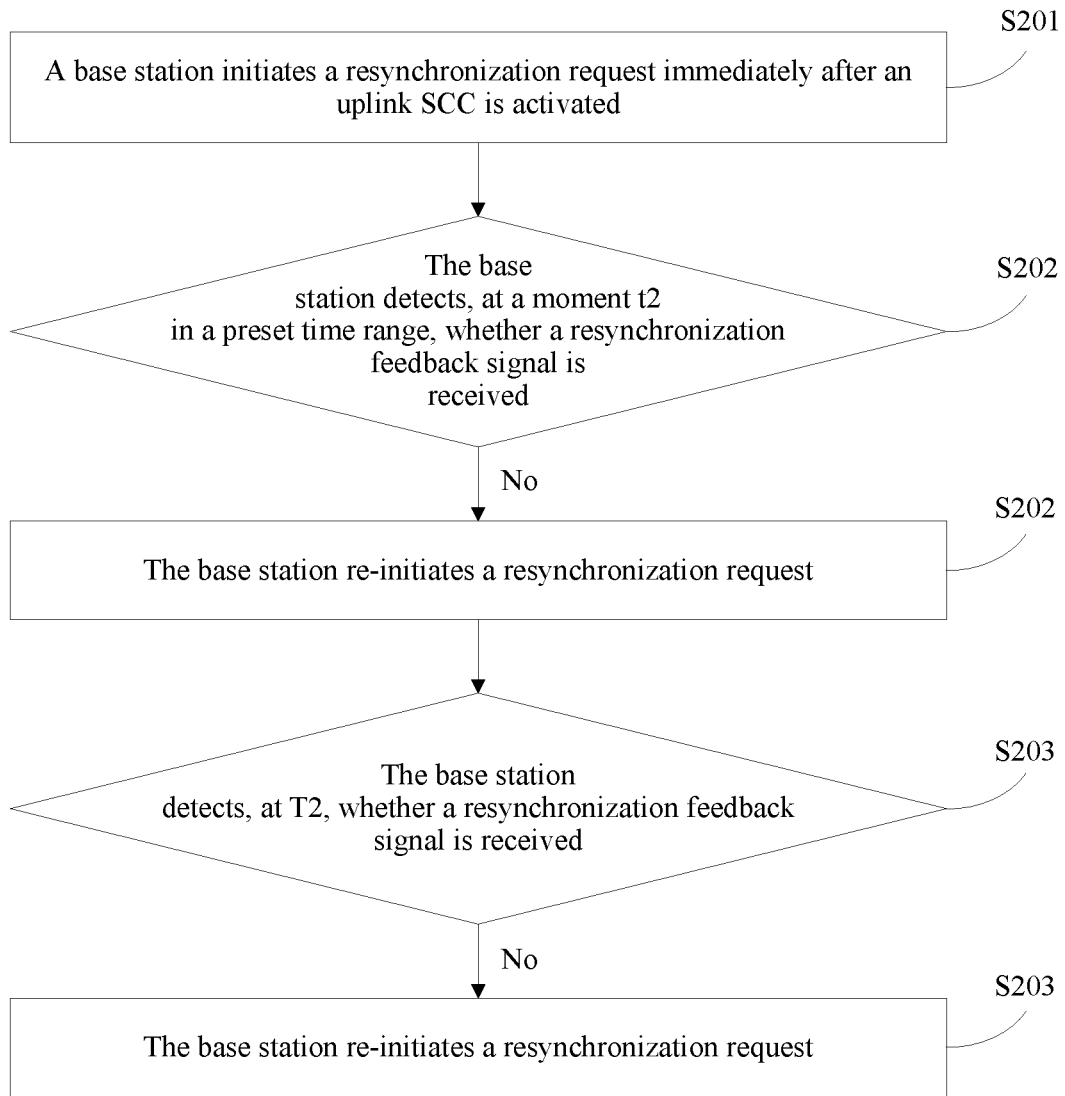 S201
A base station initiates a resynchronization request immediately after an
uplink SCC is activated
S202
The base
station detects, at a moment t2
in a preset time range, whether a resynchronization
feedback signal is
received
No
S202
The base station re-initiates a resynchronization request
S203
The base station
detects, at T2, whether a resynchronization feedback
signal is received
No
S203
The base station re-initiates a resynchronization request